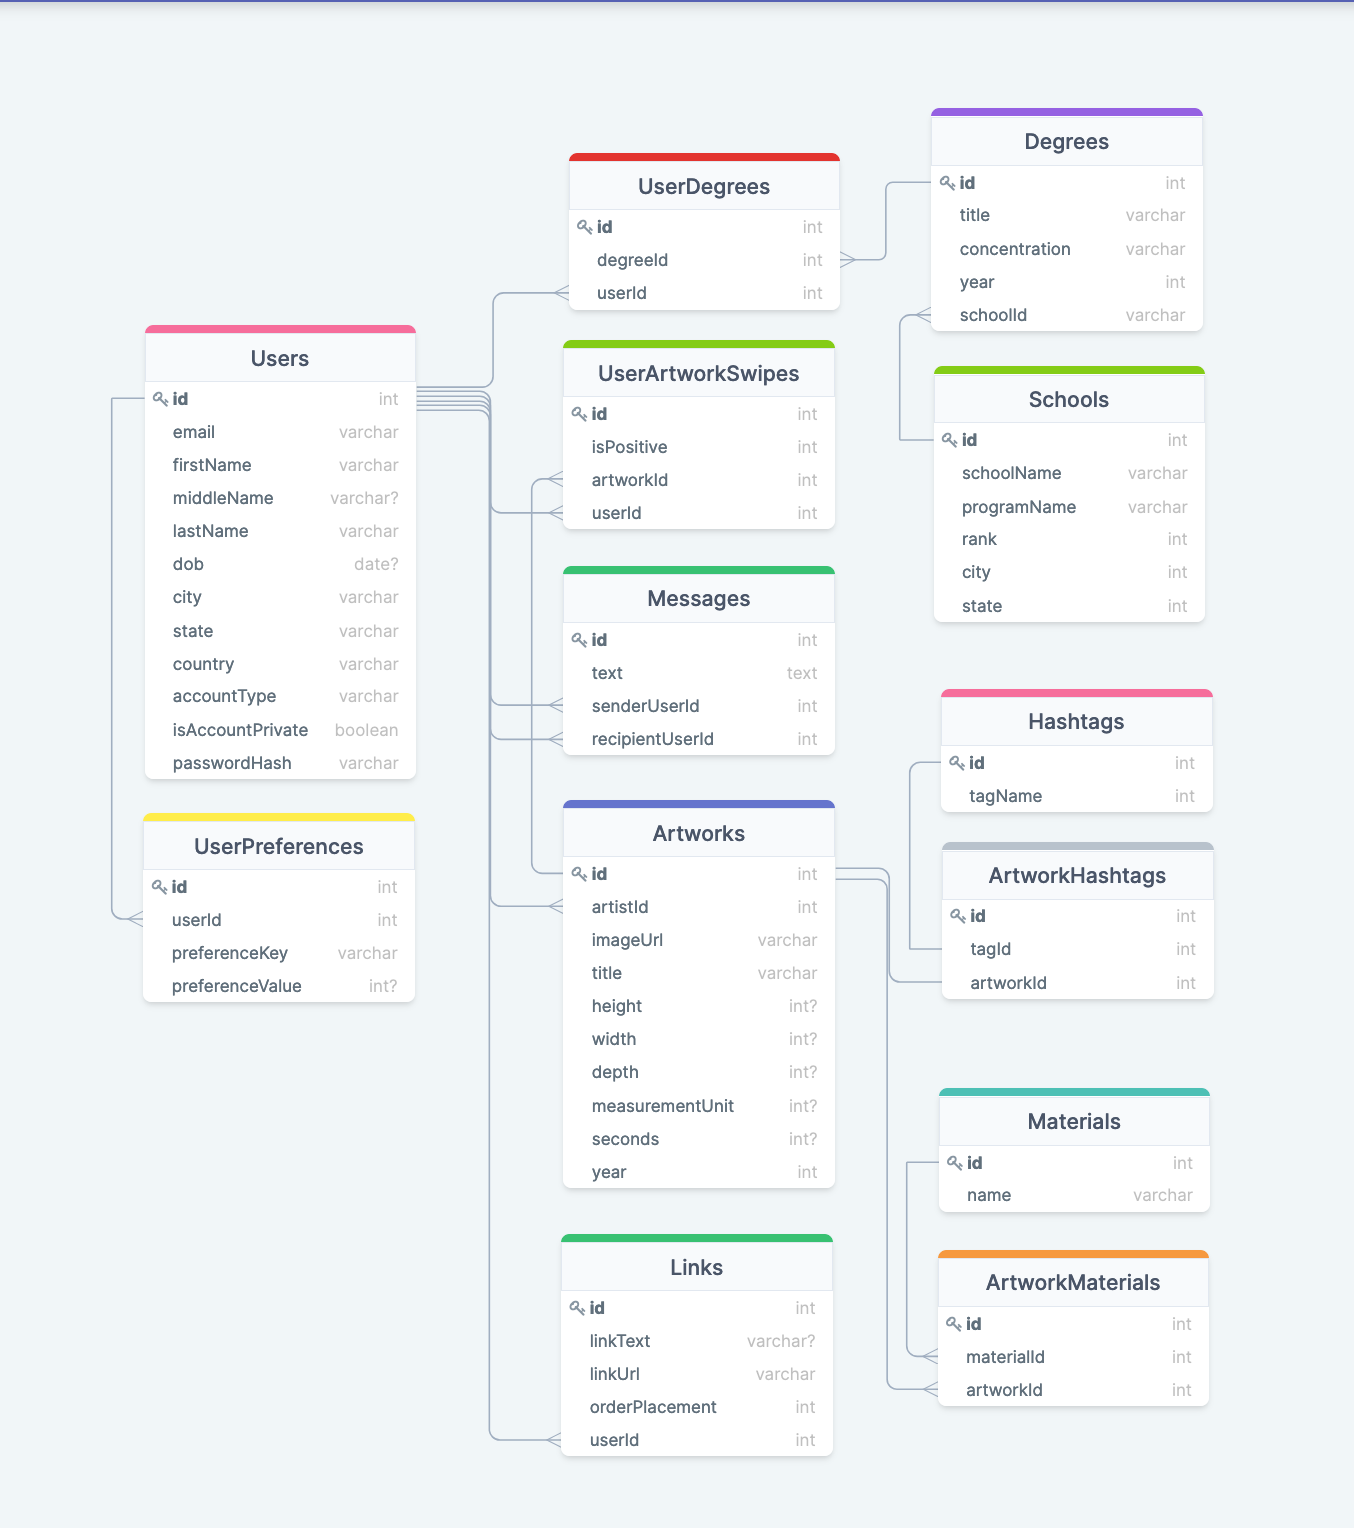 Users
id int
email varchar
firstName varchar
middleName varchar?
lastName varchar
dob date?
city varchar
state varchar
country varchar
accountType varchar
isAccountPrivate boolean
passwordHash varchar
UserPreferences
id int
userId int
preferenceKey varchar
preferenceValue int?
UserDegrees
id int
degreeId int
userId int
UserArtworkSwipes
id int
isPositive int
artworkId int
userId int
Messages
id int
text text
senderUserId int
recipientUserId int
Artworks
id int
artistId int
imageUrl varchar
title varchar
height int?
width int?
depth int?
measurementUnit int?
seconds int?
year int
Links
id int
linkText varchar?
linkUrl varchar
orderPlacement int
userId int
Degrees
id int
title varchar
concentration varchar
year int
schoolId varchar
Schools
id int
schoolName varchar
programName varchar
rank int
city int
state int
Hashtags
id int
tagName int
ArtworkHashtags
id int
tagId int
artworkId int
Materials
id int
name varchar
ArtworkMaterials
id int
materialId int
artworkId int